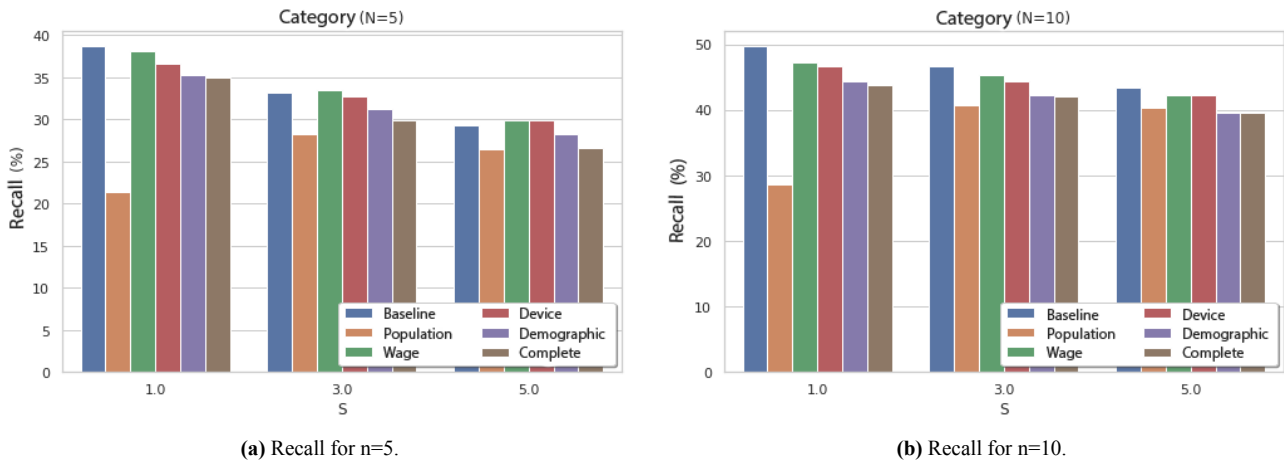 Category (N=5)
Recall (%)
40
35
30
25
20
15
10
5
0
Baseline
Population
Wage
Device
Demographic
Complete
1.0 3.0 5.0
S
(a) Recall for n=5.
Category (N=10)
Recall (%)
50
40
30
20
10
0
Baseline
Population
Wage
Device
Demographic
Complete
1.0 3.0 5.0
S
(b) Recall for n=10.